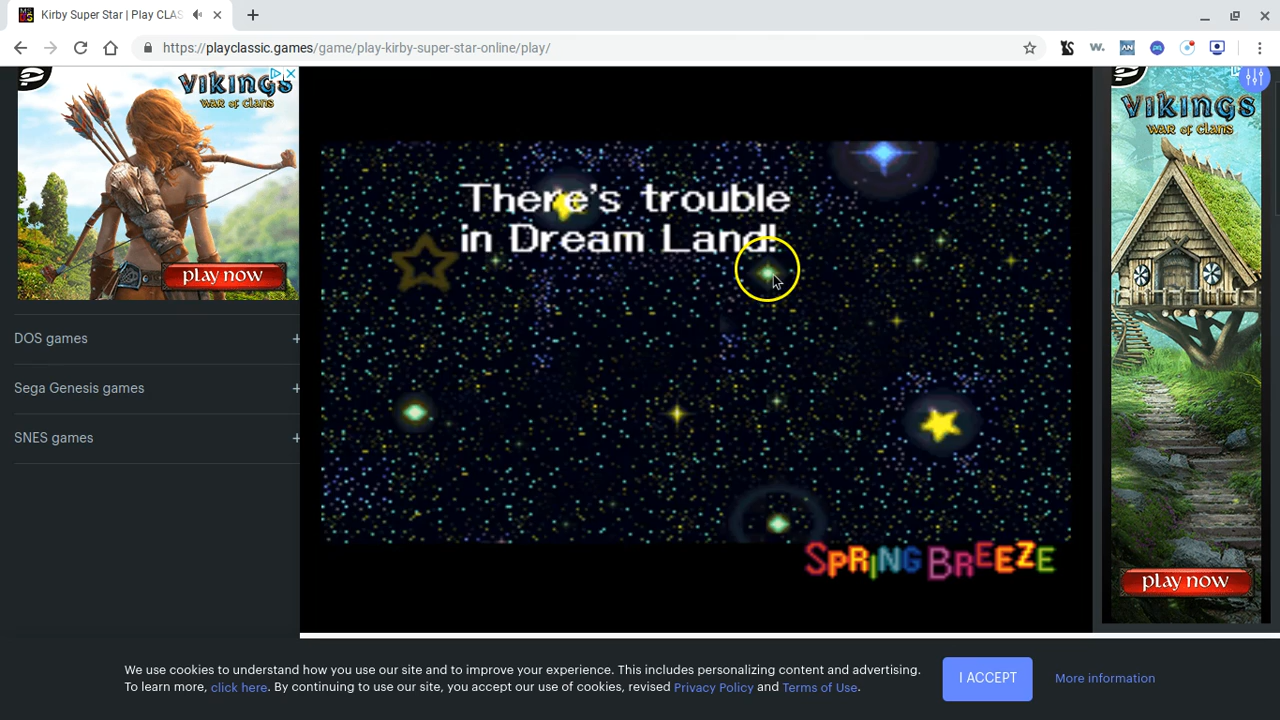 Kirby Super Star | Play CLAS
https://playclassic.games/game/play-kirby-super-star-online/play/
VIKINGS
WAR OF CLANS
play now
DOS games +
Sega Genesis games +
SNES games +
There's trouble
in Dream Land!
SPRING BREEZE
VIKINGS
WAR OF CLANS
play now
We use cookies to understand how you use our site and to improve your experience. This includes personalizing content and advertising.
To learn more, click here. By continuing to use our site, you accept our use of cookies, revised Privacy Policy and Terms of Use.
I ACCEPT
More information